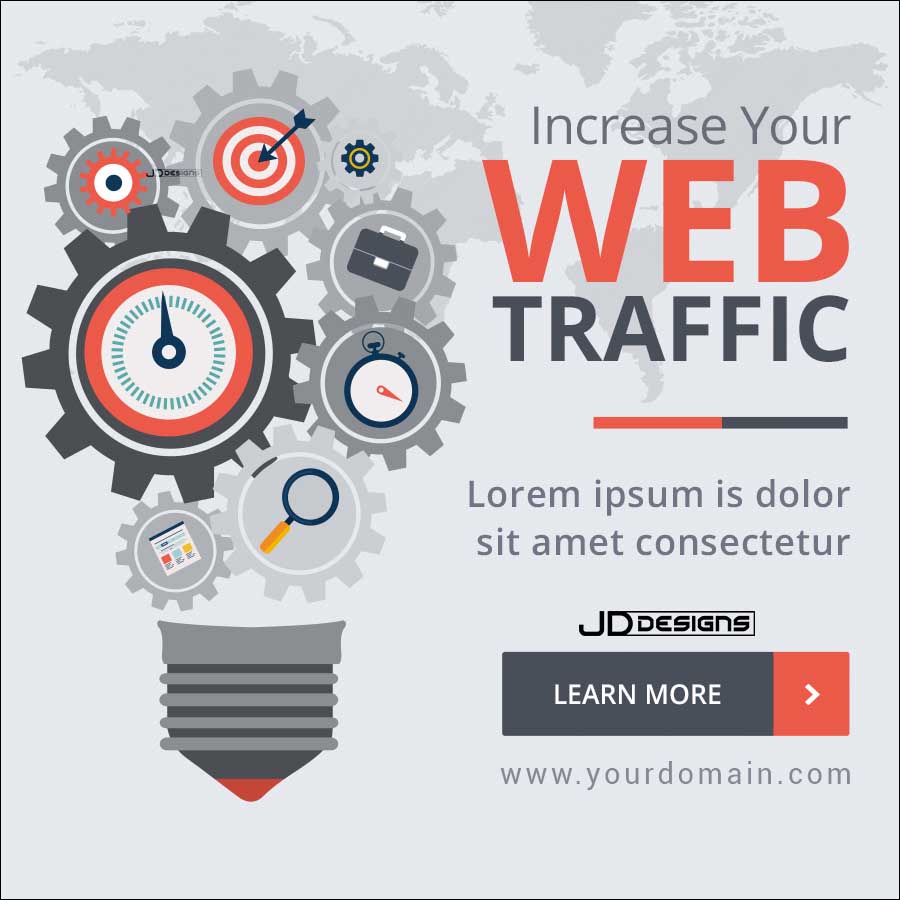 Increase Your
WEB
TRAFFIC
JD DESIGNS
Lorem ipsum is dolor
sit amet consectetur
JD DESIGNS
LEARN MORE
www.yourdomain.com